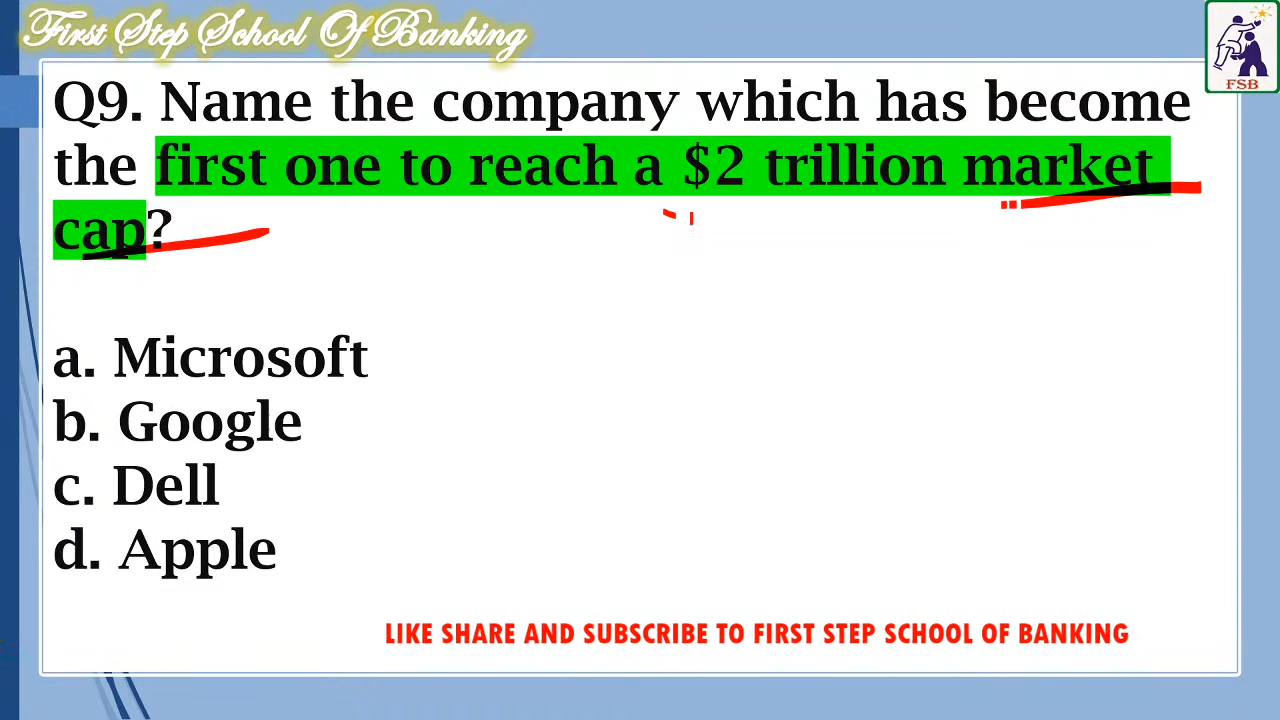 First Step School Of Banking
FSB
Q9. Name the company which has become
the first one to reach a $2 trillion market
cap?
a. Microsoft
b. Google
c. Dell
d. Apple
LIKE SHARE AND SUBSCRIBE TO FIRST STEP SCHOOL OF BANKING